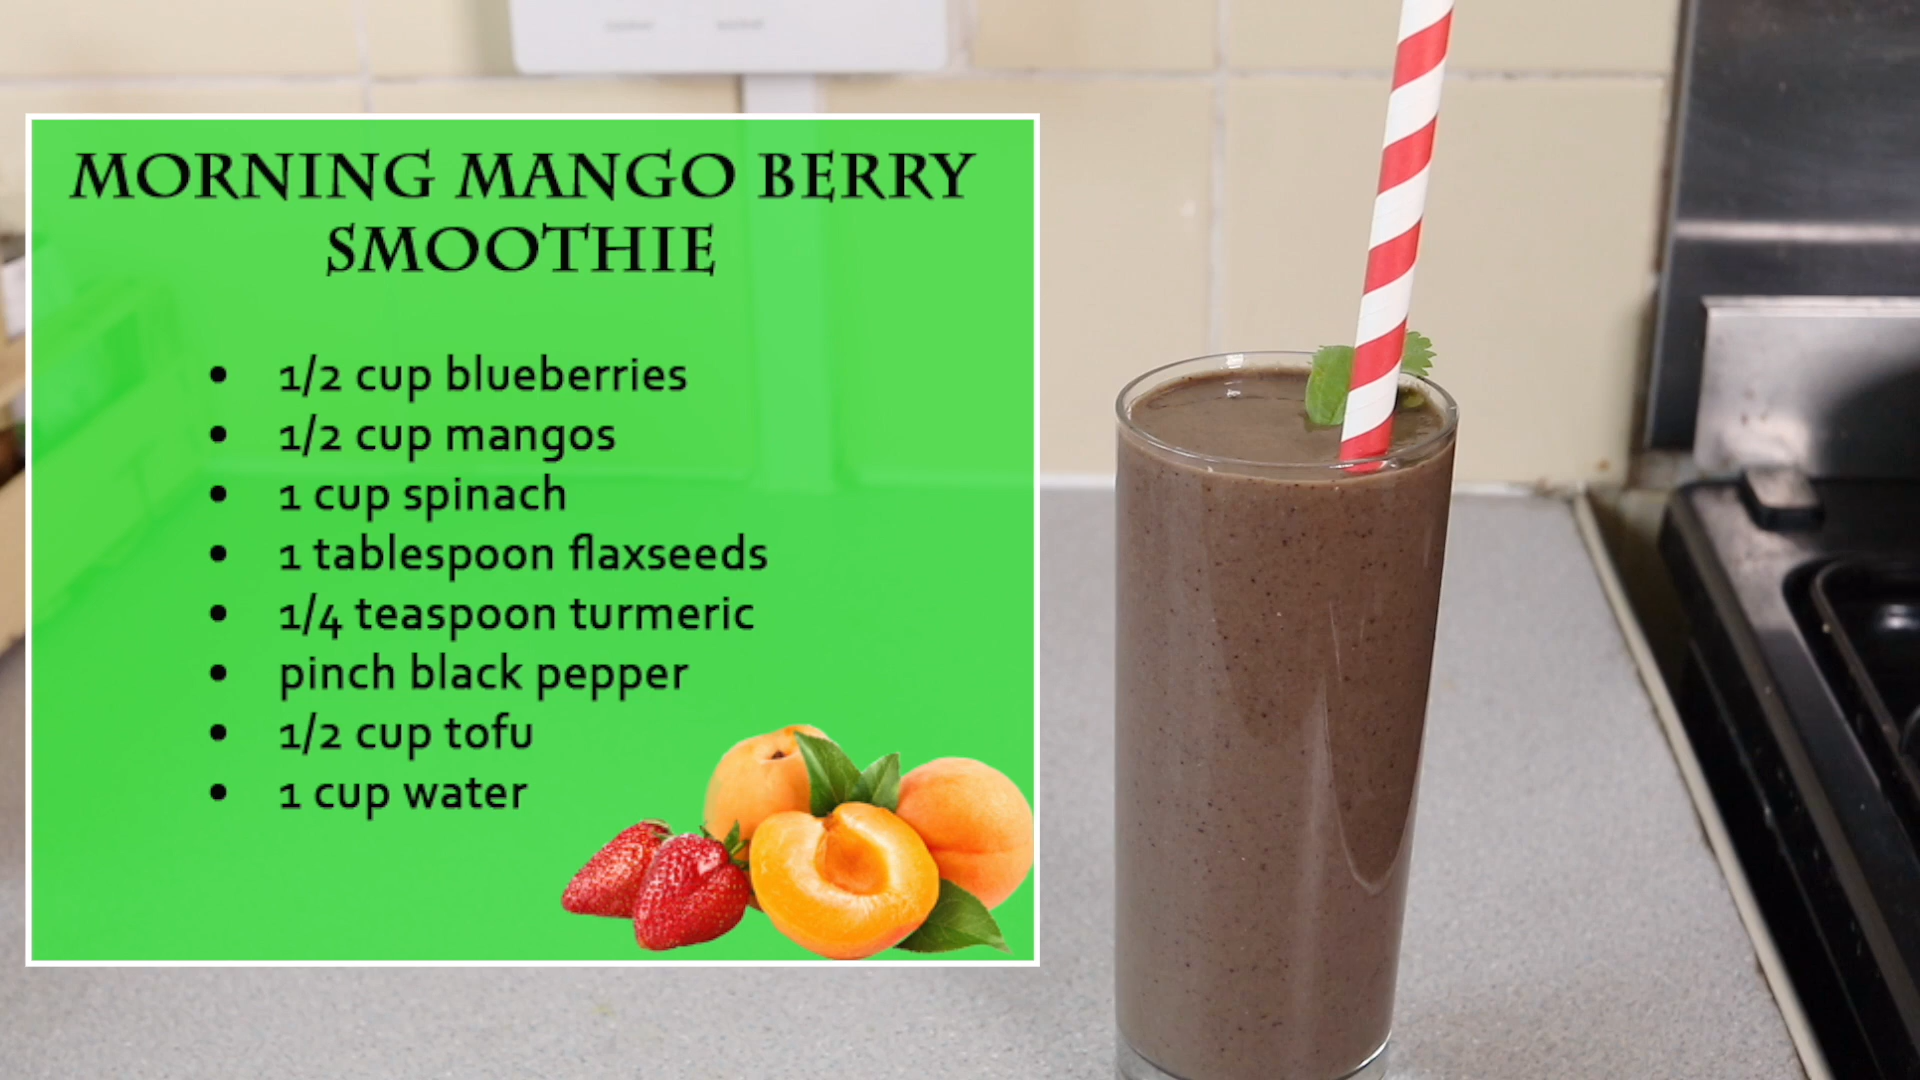 MORNING MANGO BERRY
SMOOTHIE
• 1/2 cup blueberries
• 1/2 cup mangos
• 1 cup spinach
• 1 tablespoon flaxseeds
• 1/4 teaspoon turmeric
• pinch black pepper
• 1/2 cup tofu
• 1 cup water